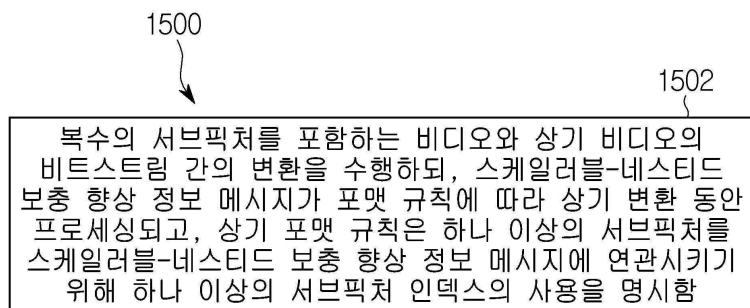 1500
1502
복수의 서브픽처를 포함하는 비디오와 상기 비디오의
비트스트림 간의 변환을 수행하되, 스케일러블-네스티드
보충 향상 정보 메시지가 포맷 규칙에 따라 상기 변환 동안
프로세싱되고, 상기 포맷 규칙은 하나 이상의 서브픽처를
스케일러블-네스티드 보충 향상 정보 메시지에 연관시키기
위해 하나 이상의 서브픽처 인덱스의 사용을 명시함